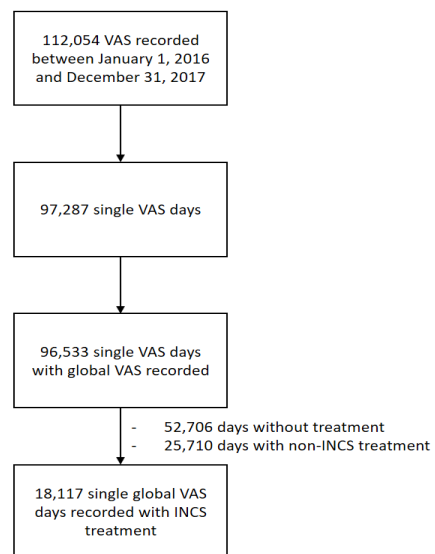 112,054 VAS recorded
between January 1, 2016
and December 31, 2017
97,287 single VAS days
96,533 single VAS days
with global VAS recorded
- 52,706 days without treatment
- 25,710 days with non-INCS treatment
18,117 single global VAS
days recorded with INCS
treatment